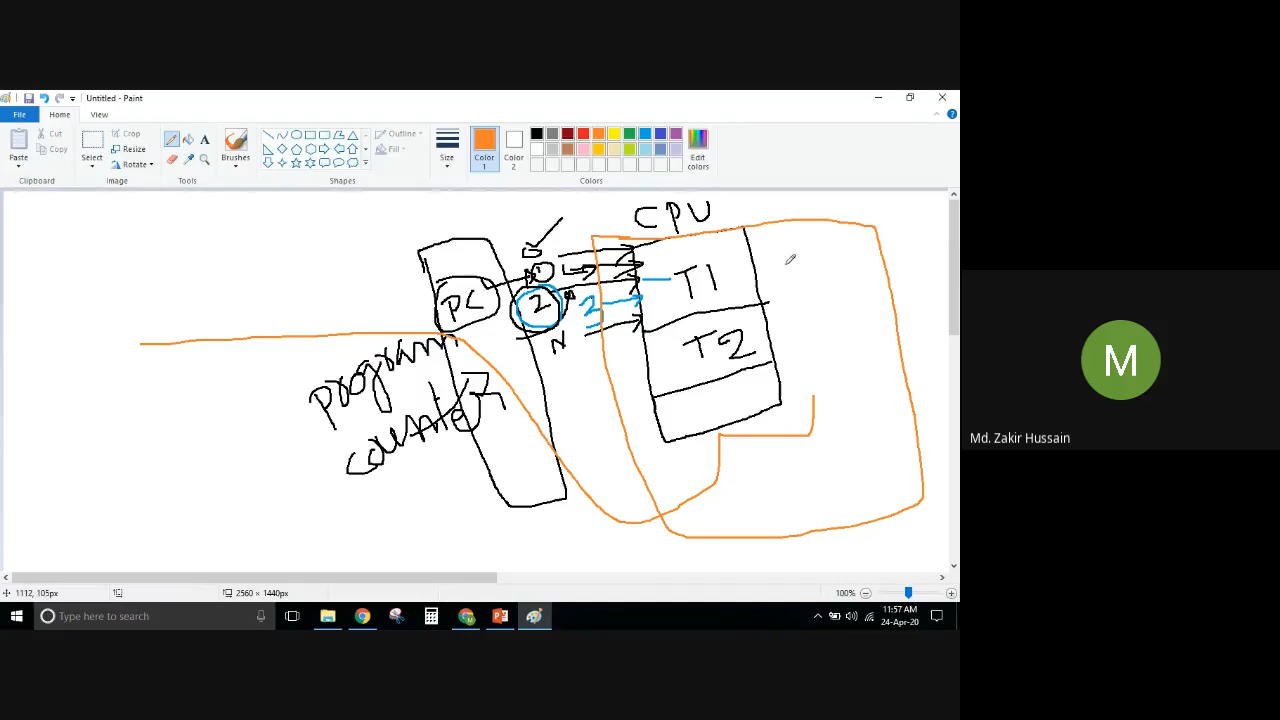 Untitled - Paint
File
Home
View
Paste
Cut
Copy
Clipboard
Select
Crop
Resize
Rotate
Image
A
Tools
Brushes
Outline
Fill
Shapes
Size
Color
1
Color
2
Edit
colors
Colors
CPU
PC
2
2
N
T1
T2
program
counter
M
Md. Zakir Hussain
1112, 105px
2560 × 1440px
100%
Type here to search
11:57 AM
24-Apr-20